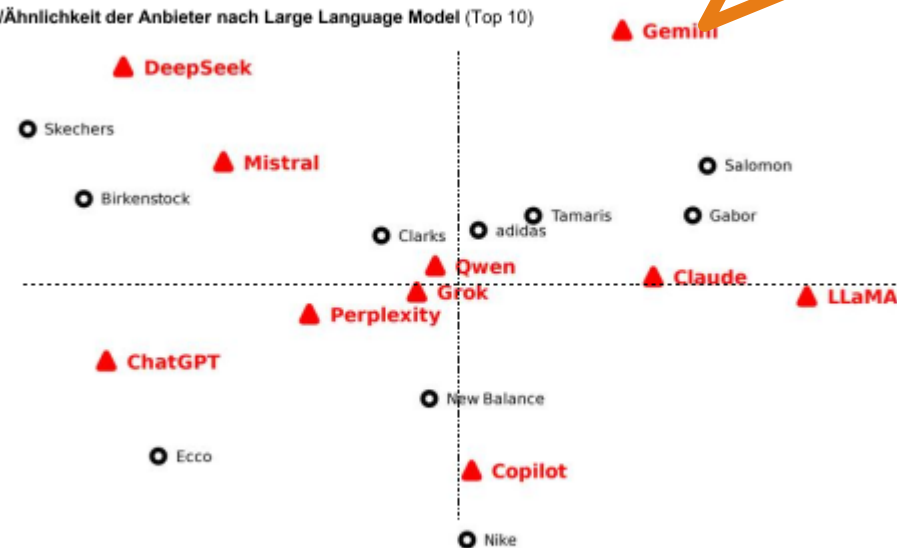 /Ähnlichkeit der Anbieter nach Large Language Model (Top 10)
Gemini
DeepSeek
Skechers
Mistral
Salomon
Birkenstock
Tamaris
Gabor
Clarks
adidas
Qwen
Claude
Grok
LLaMA
Perplexity
ChatGPT
New Balance
Ecco
Copilot
Nike